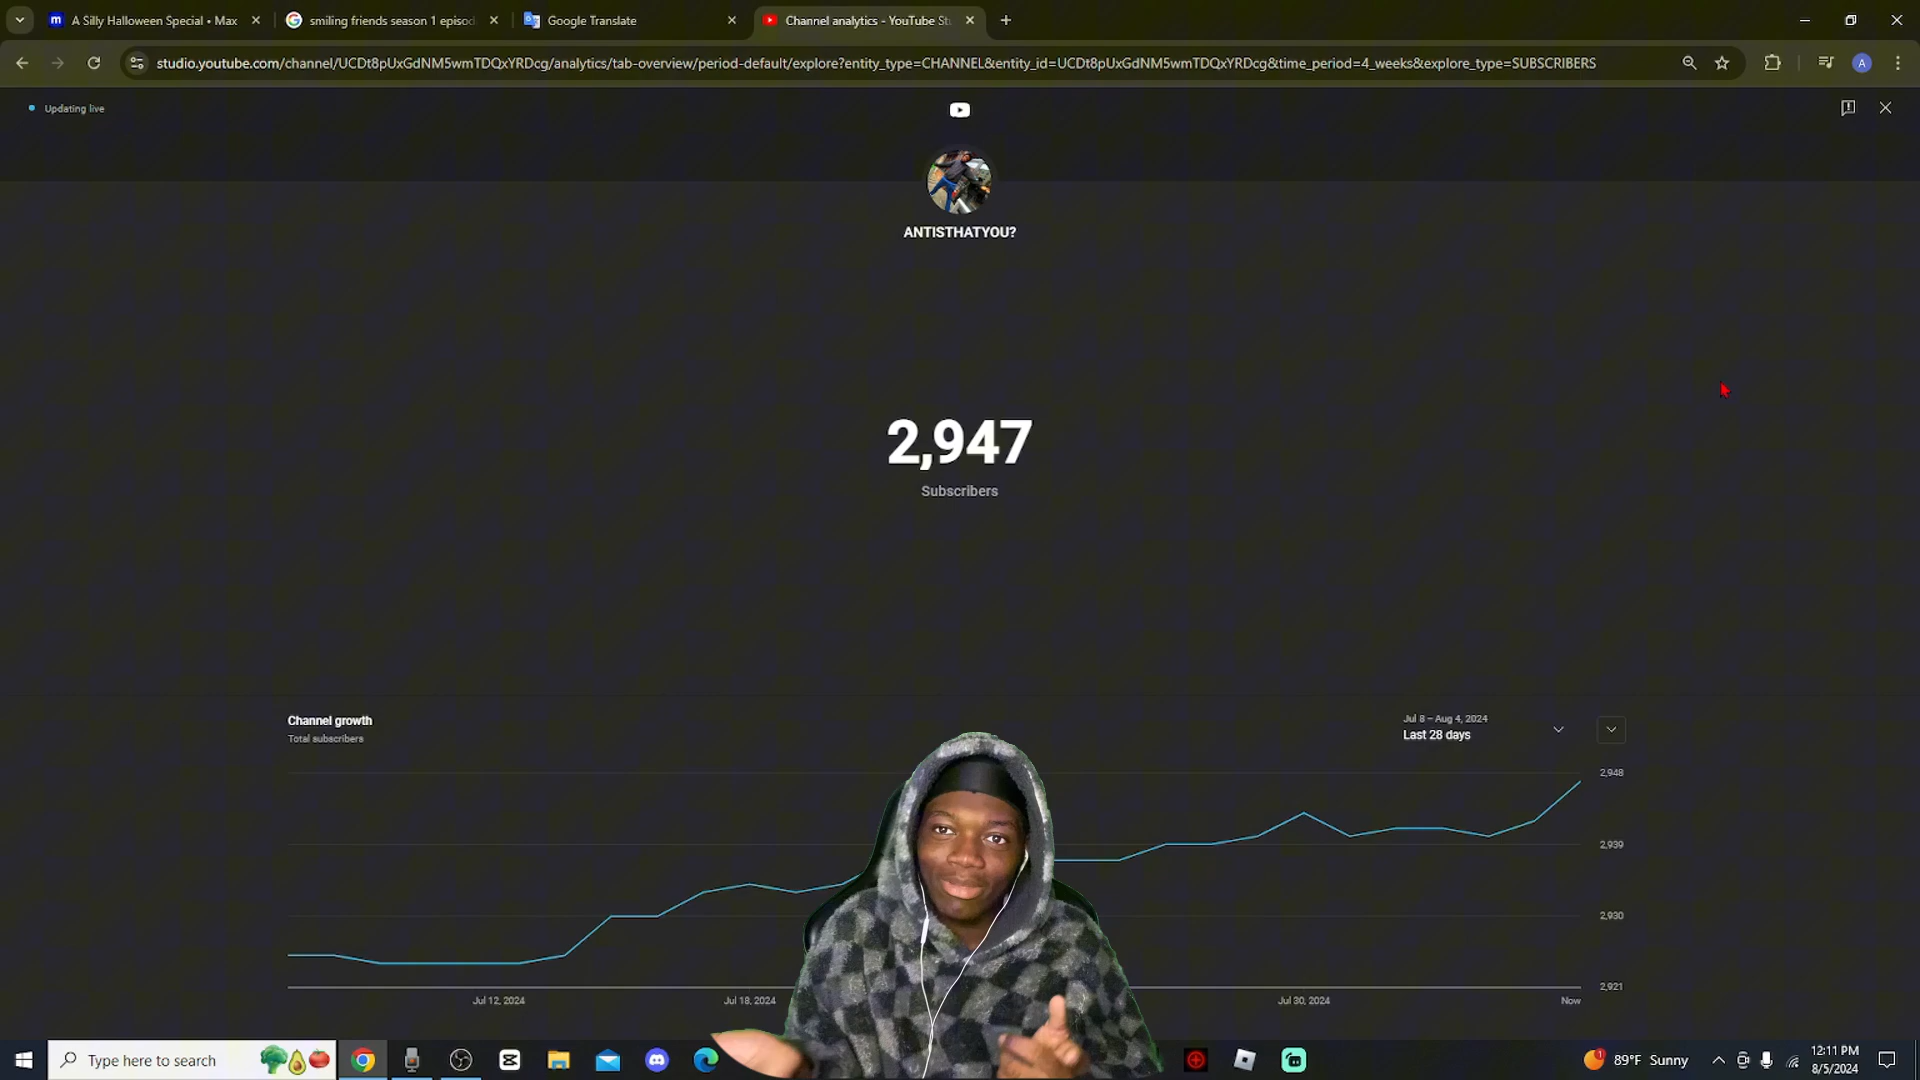 A Silly Halloween Special • Max
smiling friends season 1 episod
Google Translate
Channel analytics - YouTube St
studio.youtube.com/channel/UCDt8pUxGdNM5wmTDQxYRDcg/analytics/tab-overview/period-default/explore?entity_type=CHANNEL&entity_id=UCDt8pUxGdNM5wmTDQxYRDcg&time_period=4_weeks&explore_type=SUBSCRIBERS
A
Updating live
ANTISTHATYOU?
2,947
Subscribers
Channel growth
Total subscribers
Jul 8 – Aug 4, 2024
Last 28 days
2,948
2,939
2,930
2,921
Jul 12, 2024
Jul 18, 2024
Jul 30, 2024
Now
Type here to search
1
89°F Sunny
12:11 PM
8/5/2024